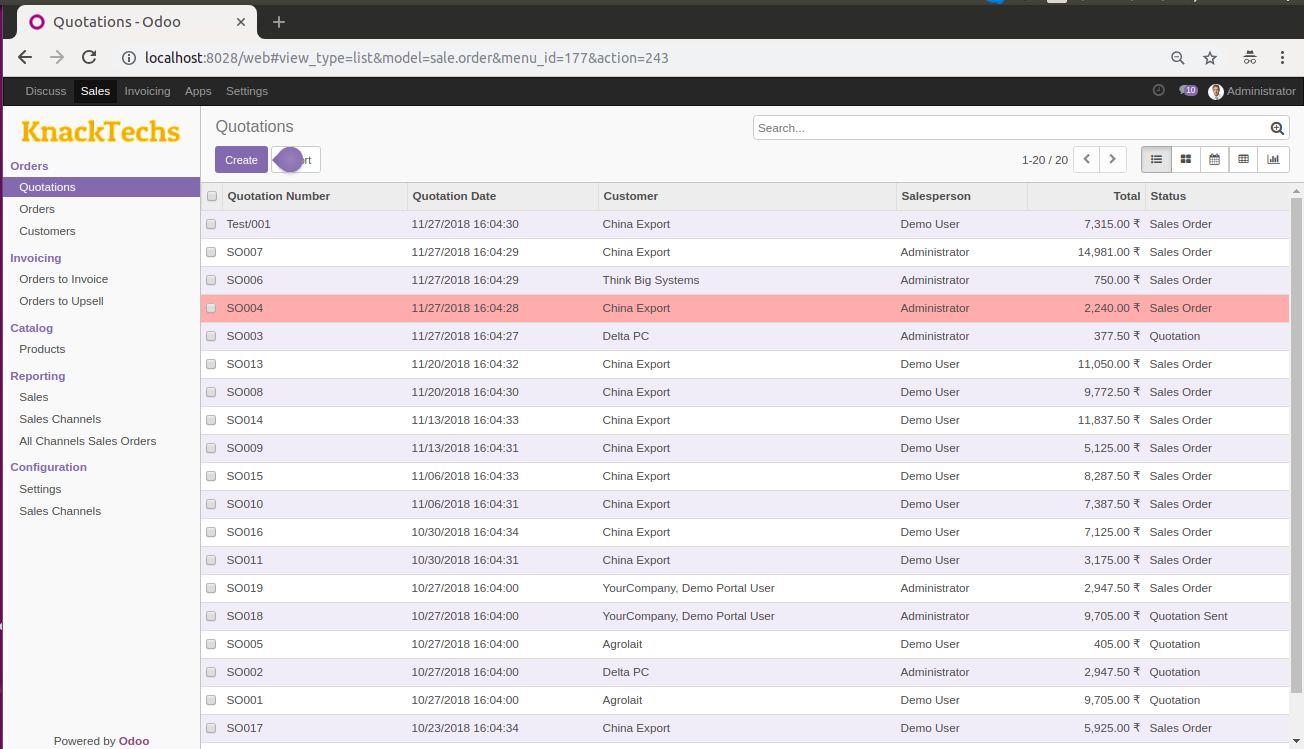 Quotations - Odoo
localhost:8028/web#view_type=list&model=sale.order&menu_id=177&action=243
Discuss Sales Invoicing Apps Settings 10 Administrator
KnackTechs
Orders
Quotations
Orders
Customers
Invoicing
Orders to Invoice
Orders to Upsell
Catalog
Products
Reporting
Sales
Sales Channels
All Channels Sales Orders
Configuration
Settings
Sales Channels
Powered by Odoo
Quotations
Search...
Create
1-20 / 20
Quotation Number Quotation Date Customer Salesperson Total Status
Test/001 11/27/2018 16:04:30 China Export Demo User 7,315.00 ₹ Sales Order
SO007 11/27/2018 16:04:29 China Export Administrator 14,981.00 ₹ Sales Order
SO006 11/27/2018 16:04:29 Think Big Systems Administrator 750.00 ₹ Sales Order
SO004 11/27/2018 16:04:28 China Export Administrator 2,240.00 ₹ Sales Order
SO003 11/27/2018 16:04:27 Delta PC Administrator 377.50 ₹ Quotation
SO013 11/20/2018 16:04:32 China Export Demo User 11,050.00 ₹ Sales Order
SO008 11/20/2018 16:04:30 China Export Demo User 9,772.50 ₹ Sales Order
SO014 11/13/2018 16:04:33 China Export Demo User 11,837.50 ₹ Sales Order
SO009 11/13/2018 16:04:31 China Export Demo User 5,125.00 ₹ Sales Order
SO015 11/06/2018 16:04:33 China Export Demo User 8,287.50 ₹ Sales Order
SO010 11/06/2018 16:04:31 China Export Demo User 7,387.50 ₹ Sales Order
SO016 10/30/2018 16:04:34 China Export Demo User 7,125.00 ₹ Sales Order
SO011 10/30/2018 16:04:31 China Export Demo User 3,175.00 ₹ Sales Order
SO019 10/27/2018 16:04:00 YourCompany, Demo Portal User Administrator 2,947.50 ₹ Sales Order
SO018 10/27/2018 16:04:00 YourCompany, Demo Portal User Administrator 9,705.00 ₹ Quotation Sent
SO005 10/27/2018 16:04:00 Agrolait Demo User 405.00 ₹ Quotation
SO002 10/27/2018 16:04:00 Delta PC Administrator 2,947.50 ₹ Quotation
SO001 10/27/2018 16:04:00 Agrolait Demo User 9,705.00 ₹ Quotation
SO017 10/23/2018 16:04:34 China Export Demo User 5,925.00 ₹ Sales Order